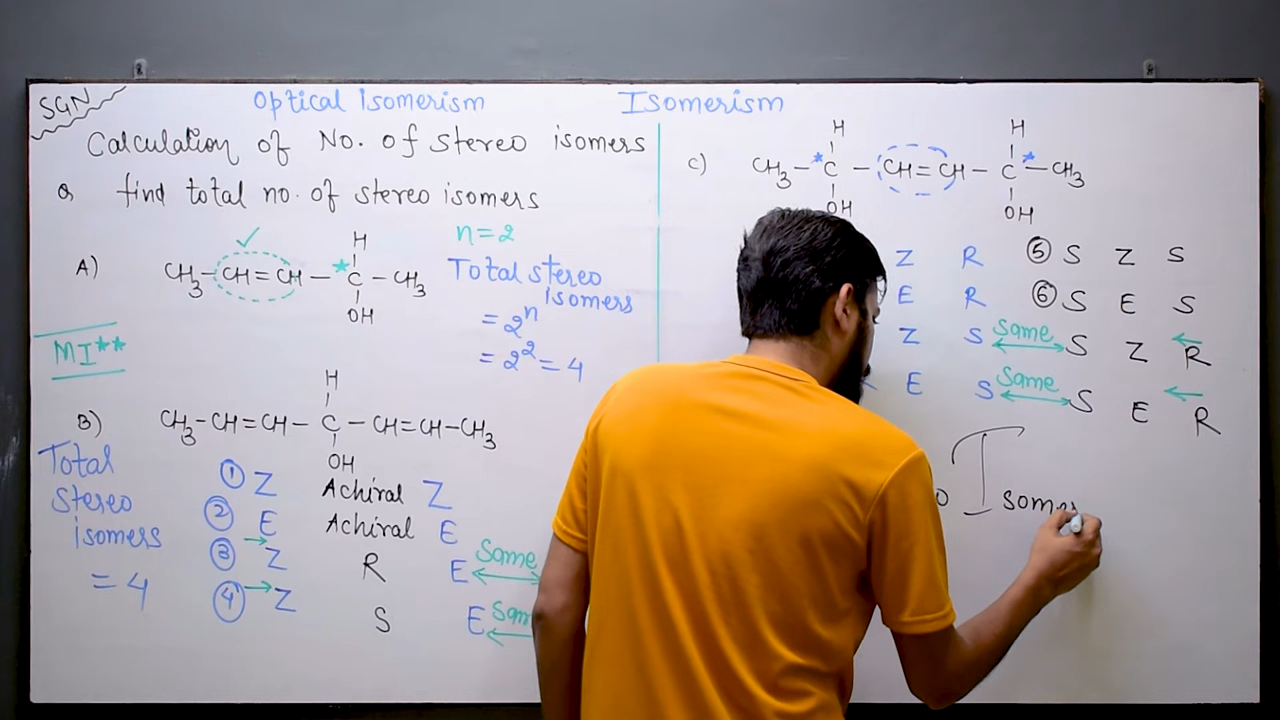 SGN
Optical Isomerism
Isomerism
Calculation of No. of stereo isomers
Q find total no. of stereo isomers
A)
H
CH3-CH=CH-C-CH3
*
OH
n=2
Total stereo
isomers
= 2^n
= 2^2 = 4
MI**
B)
H
CH3-CH=CH-C-CH=CH-CH3
OH
Total
Stereo
isomers
= 4
① Z Achiral Z
② E Achiral E
③ Z R E Same
④ Z S E
C)
H H
CH3-C-CH=CH-C-CH3
* *
OH OH
Z R
E R
Z S
E S
⑤ S Z S
⑥ S E S
Same S Z R
Same S E R
Isomer